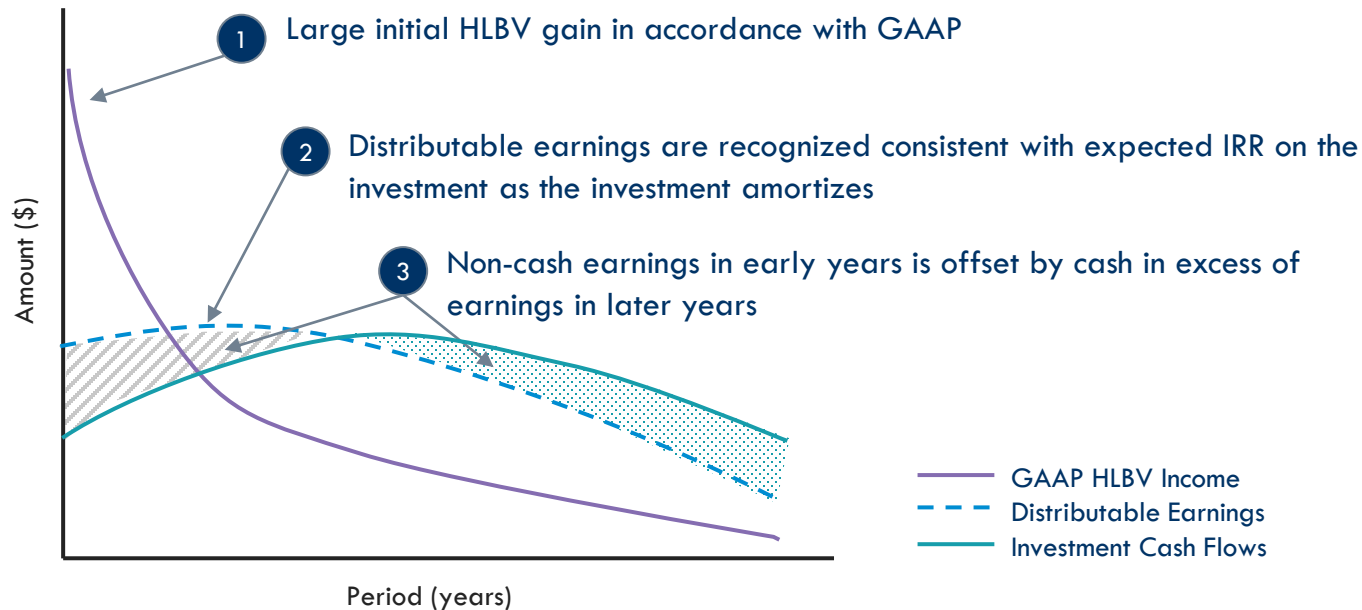 1 Large initial HLBV gain in accordance with GAAP
2 Distributable earnings are recognized consistent with expected IRR on the
investment as the investment amortizes
3 Non-cash earnings in early years is offset by cash in excess of
earnings in later years
Amount ($)
GAAP HLBV Income
Distributable Earnings
Investment Cash Flows
Period (years)